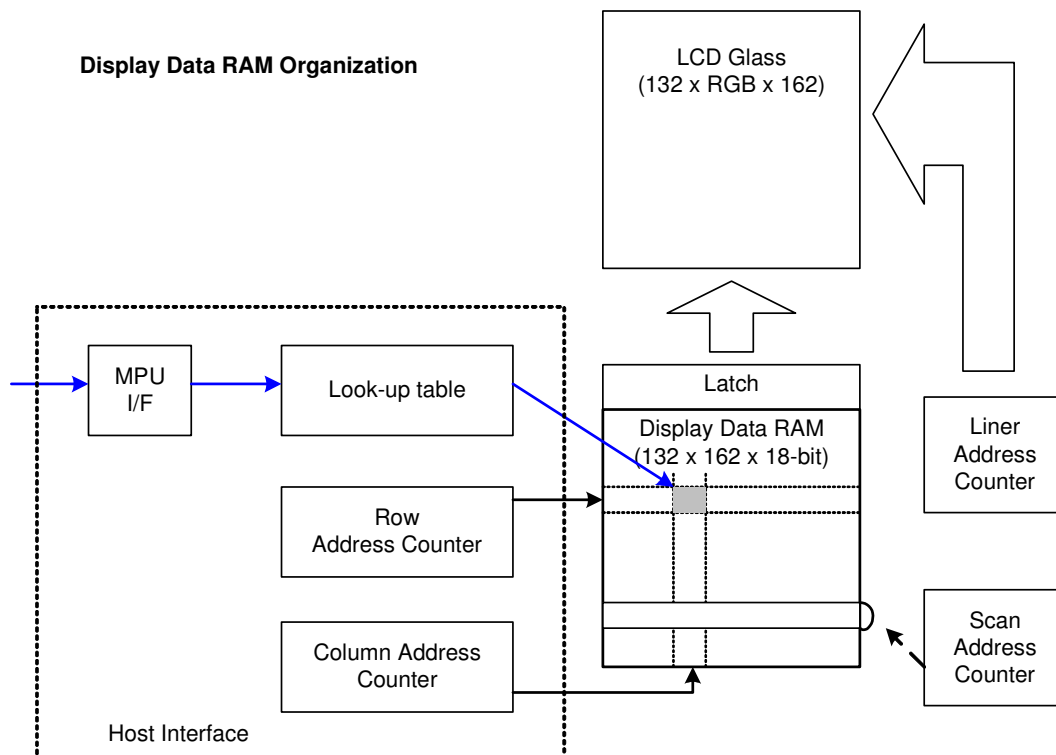 Display Data RAM Organization
LCD Glass
(132 x RGB x 162)
MPU
I/F
Look-up table
Latch
Display Data RAM
(132 x 162 x 18-bit)
Liner
Address
Counter
Row
Address Counter
Column Address
Counter
Scan
Address
Counter
Host Interface